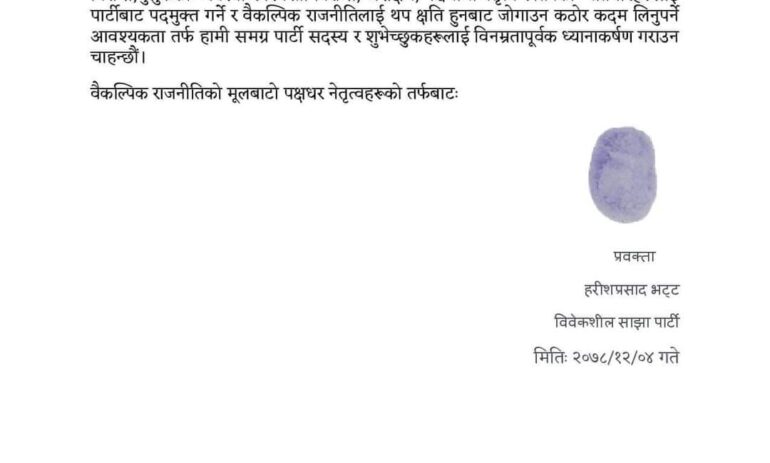 पार्टीबाट पदमुक्त गर्ने र वैकल्पिक राजनीतिलाई थप क्षति हुनबाट जोगाउन कठोर कदम लिनुपर्ने
आवश्यकता तर्फ हामी समग्र पार्टी सदस्य र शुभेच्छुकहरूलाई विनम्रतापूर्वक ध्यानाकर्षण गराउन
चाहन्छौं।
वैकल्पिक राजनीतिको मूलबाटो पक्षधर नेतृत्वहरूको तर्फबाटः
प्रवक्ता
हरीशप्रसाद भट्ट
विवेकशील साझा पार्टी
मितिः २०७८/१२/०४ गते